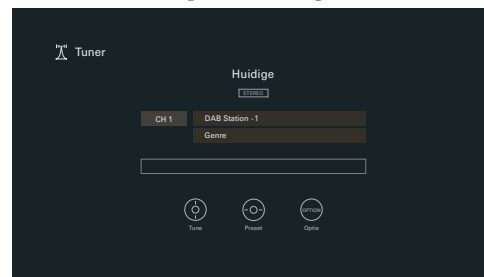 Tuner
Huidige
STEREO
CH 1
DAB Station -1
Genre
OPTION
Tune
Preset
Optie